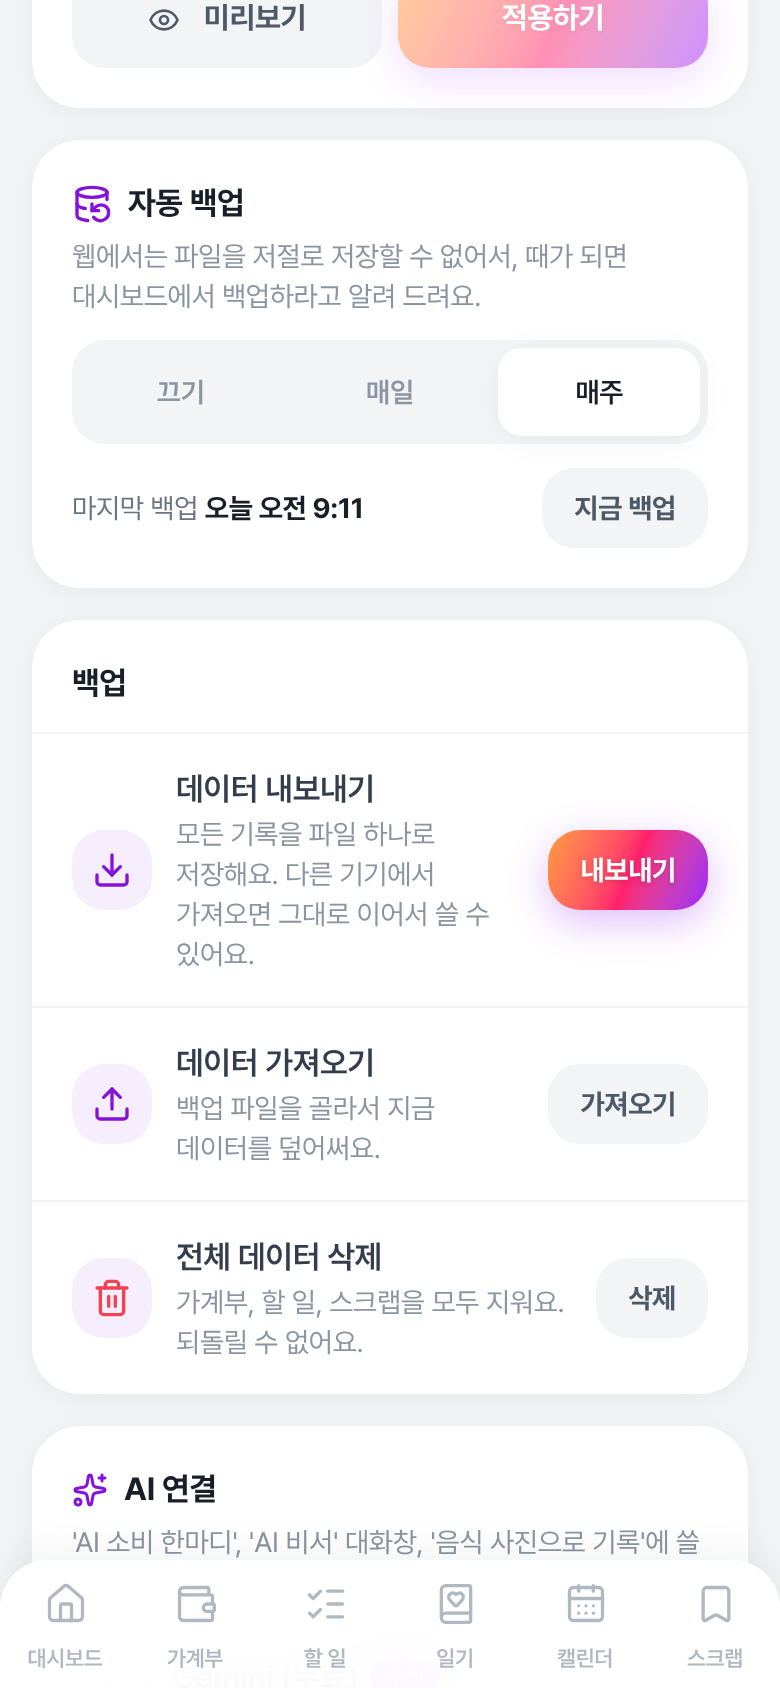 미리보기
적용하기
자동 백업
웹에서는 파일을 저절로 저장할 수 없어서, 때가 되면
대시보드에서 백업하라고 알려 드려요.
끄기
매일
매주
마지막 백업 오늘 오전 9:11
지금 백업
백업
데이터 내보내기
모든 기록을 파일 하나로
저장해요. 다른 기기에서
가져오면 그대로 이어서 쓸 수
있어요.
내보내기
데이터 가져오기
백업 파일을 골라서 지금
데이터를 덮어써요.
가져오기
전체 데이터 삭제
가계부, 할 일, 스크랩을 모두 지워요.
되돌릴 수 없어요.
삭제
AI 연결
'AI 소비 한마디', 'AI 비서' 대화창, '음식 사진으로 기록'에 쓸
Gemini (무료)
대시보드
가계부
할 일
일기
캘린더
스크랩